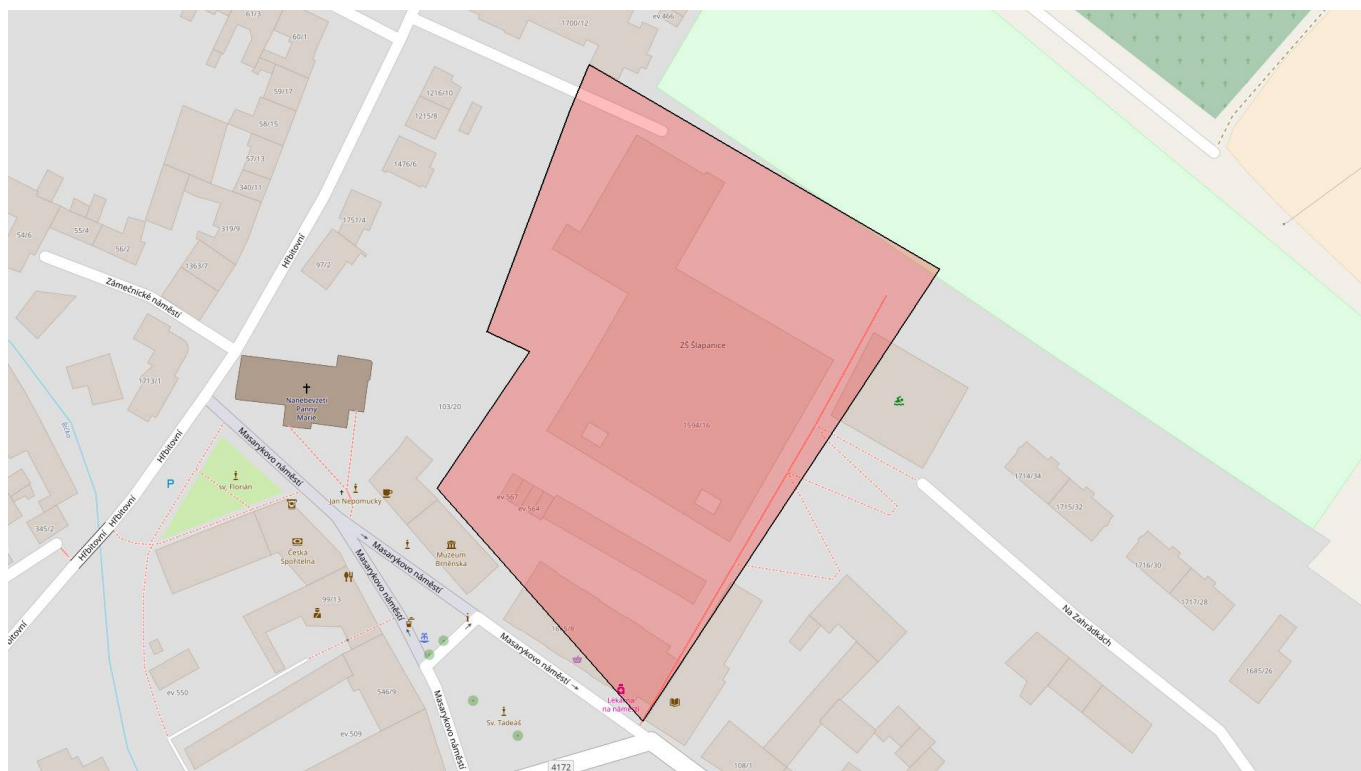 61/3
60/1
1700/12
ev.466
59/17
1216/10
58/15
1215/8
57/13
1476/6
340/11
1751/4
54/6
55/4
56/2
319/9
1363/7
97/2
Hřbitovní
Zámečnické náměstí
ZŠ Šlapanice
1713/1
Nanebevzetí
Panny
Marie
103/20
1594/16
Bička
Hřbitovní
Masarykovo náměstí
sv. Florián
P
Jan Nepomucký
ev.567
ev.564
1714/34
1715/32
345/2
Hřbitovní
Hřbitovní
Česká
Spořitelna
Masarykovo náměstí
Muzeum
Brněnska
Masarykovo náměstí
1716/30
1717/28
99/13
Na Zahrádkách
Masarykovo náměstí
1685/26
ev.550
546/9
Lékárna
na náměstí
Sv. Tadeáš
Masarykovo náměstí
ev.509
4172
108/1